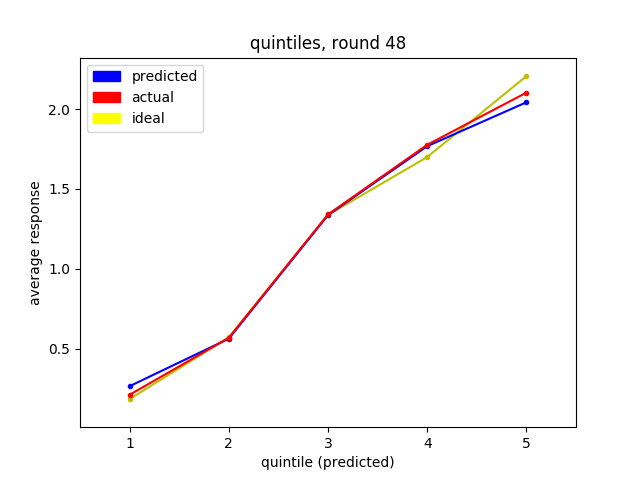 quintiles, round 48
predicted
actual
ideal
2.0
1.5
1.0
0.5
average response
1 2 3 4 5
quintile (predicted)